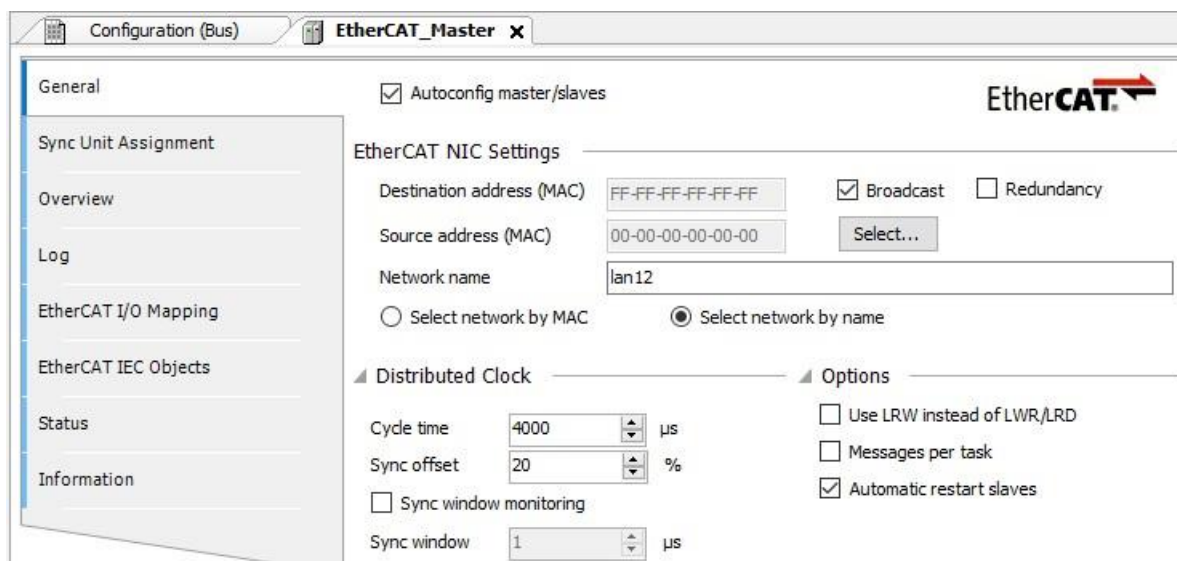 Configuration (Bus) EtherCAT_Master
General
Sync Unit Assignment
Overview
Log
EtherCAT I/O Mapping
EtherCAT IEC Objects
Status
Information
Autoconfig master/slaves
EtherCAT.
EtherCAT NIC Settings
Destination address (MAC) FF-FF-FF-FF-FF-FF Broadcast Redundancy
Source address (MAC) 00-00-00-00-00-00 Select...
Network name lan12
Select network by MAC Select network by name
Distributed Clock
Cycle time 4000 µs
Sync offset 20 %
Sync window monitoring
Sync window 1 µs
Options
Use LRW instead of LWR/LRD
Messages per task
Automatic restart slaves